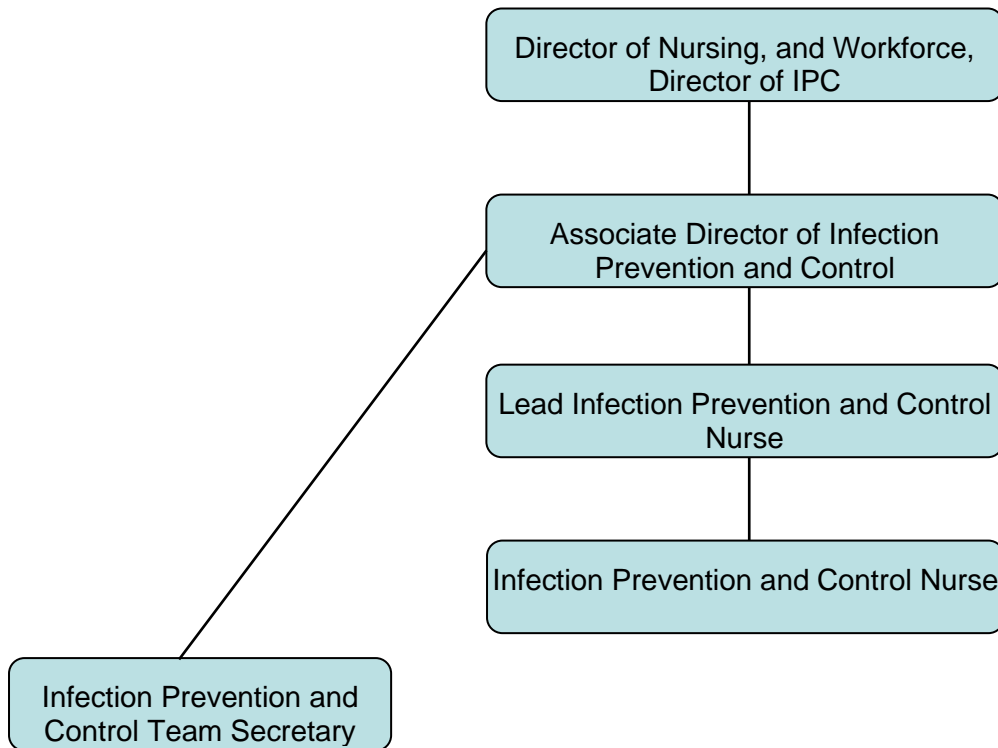 Director of Nursing, and Workforce,
Director of IPC
Associate Director of Infection
Prevention and Control
Lead Infection Prevention and Control
Nurse
Infection Prevention and Control Nurse
Infection Prevention and
Control Team Secretary